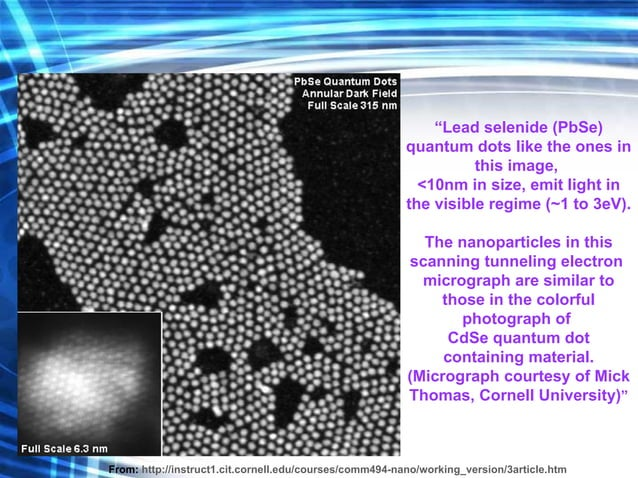 PbSe Quantum Dots
Annular Dark Field
Full Scale 315 nm
Full Scale 6.3 nm
“Lead selenide (PbSe)
quantum dots like the ones in
this image,
<10nm in size, emit light in
the visible regime (~1 to 3eV).
The nanoparticles in this
scanning tunneling electron
micrograph are similar to
those in the colorful
photograph of
CdSe quantum dot
containing material.
(Micrograph courtesy of Mick
Thomas, Cornell University)”
From: http://instruct1.cit.cornell.edu/courses/comm494-nano/working_version/3article.htm